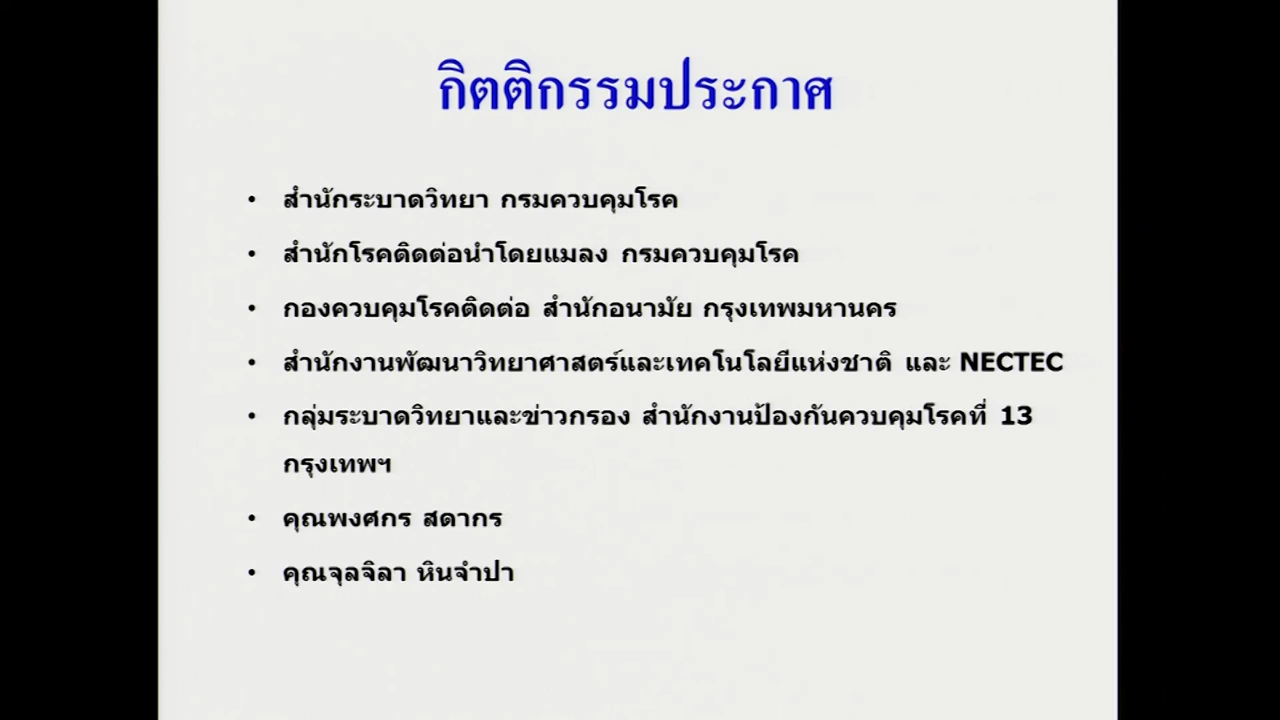 กิตติกรรมประกาศ
• สำนักระบาดวิทยา กรมควบคุมโรค
• สำนักโรคติดต่อนำโดยแมลง กรมควบคุมโรค
• กองควบคุมโรคติดต่อ สำนักอนามัย กรุงเทพมหานคร
• สำนักงานพัฒนาวิทยาศาสตร์และเทคโนโลยีแห่งชาติ และ NECTEC
• กลุ่มระบาดวิทยาและข่าวกรอง สำนักงานป้องกันควบคุมโรคที่ 13
กรุงเทพฯ
• คุณพงศกร สดากร
• คุณจุลจิลา หินจำปา